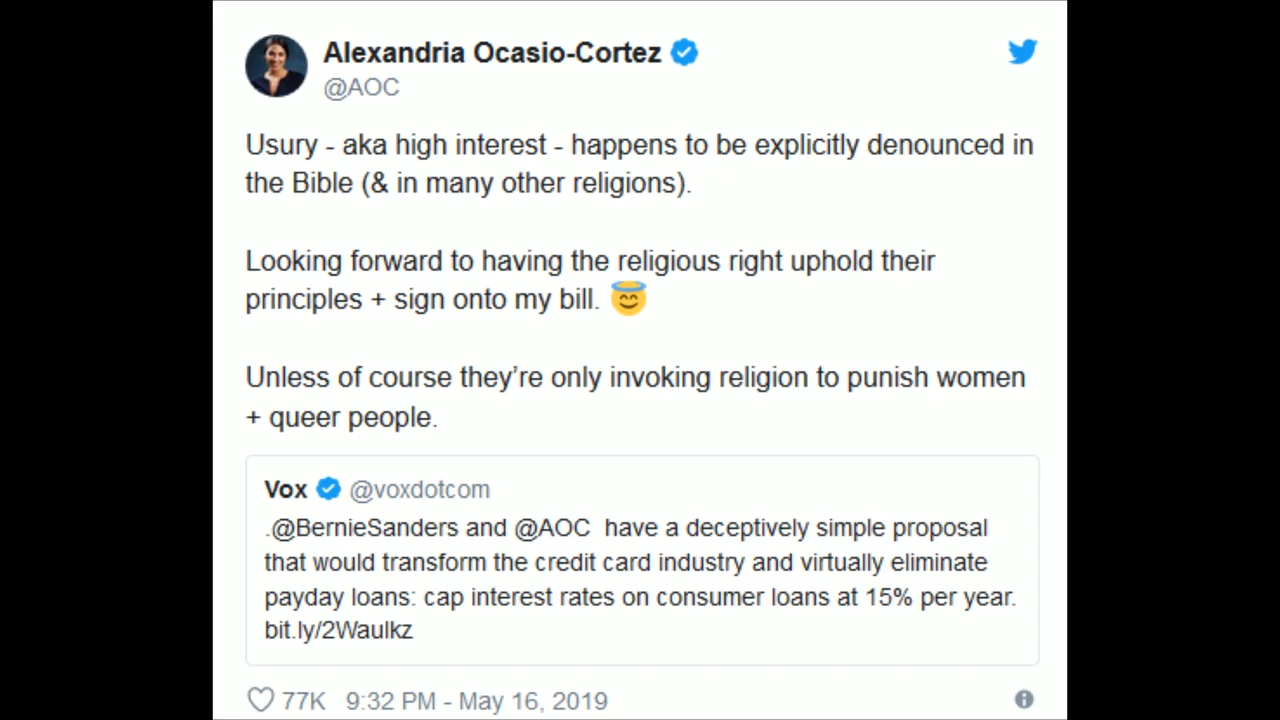 Alexandria Ocasio-Cortez
@AOC
Usury - aka high interest - happens to be explicitly denounced in
the Bible (& in many other religions).
Looking forward to having the religious right uphold their
principles + sign onto my bill. 😇
Unless of course they’re only invoking religion to punish women
+ queer people.
Vox @voxdotcom
.@BernieSanders and @AOC have a deceptively simple proposal
that would transform the credit card industry and virtually eliminate
payday loans: cap interest rates on consumer loans at 15% per year.
bit.ly/2Waulkz
77K 9:32 PM - May 16, 2019